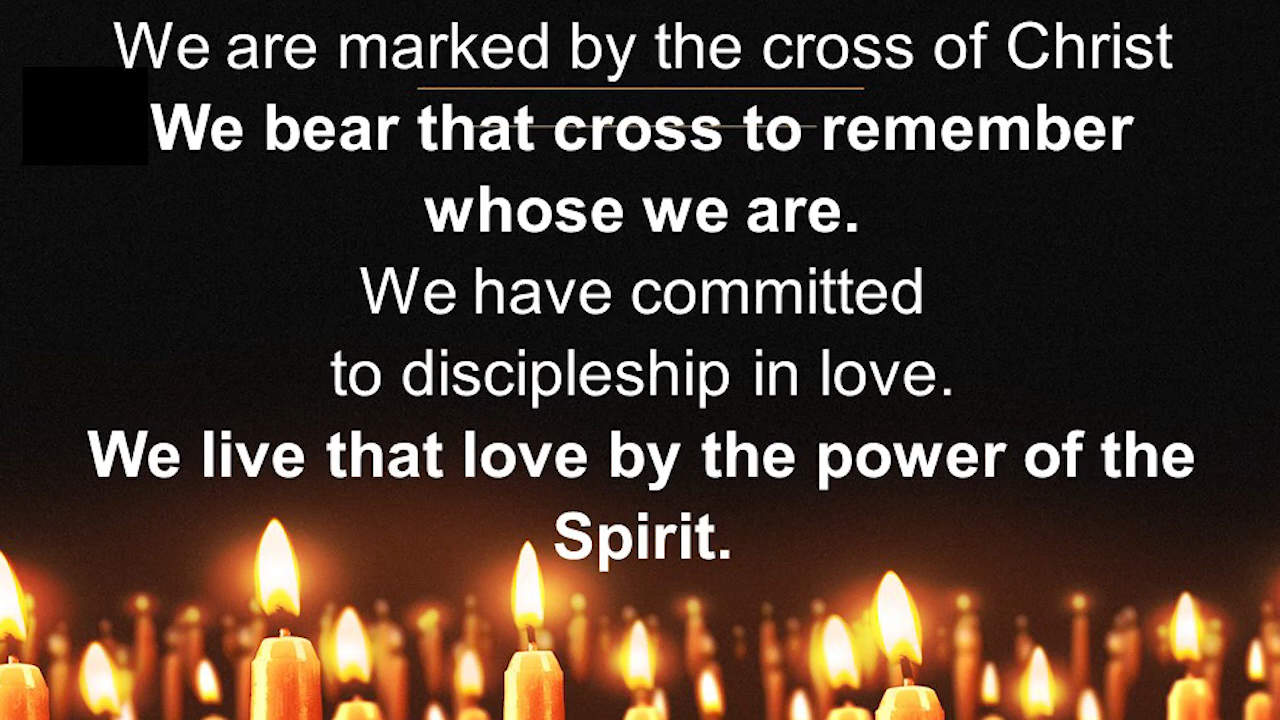 We are marked by the cross of Christ
We bear that cross to remember
whose we are.
We have committed
to discipleship in love.
We live that love by the power of the
Spirit.